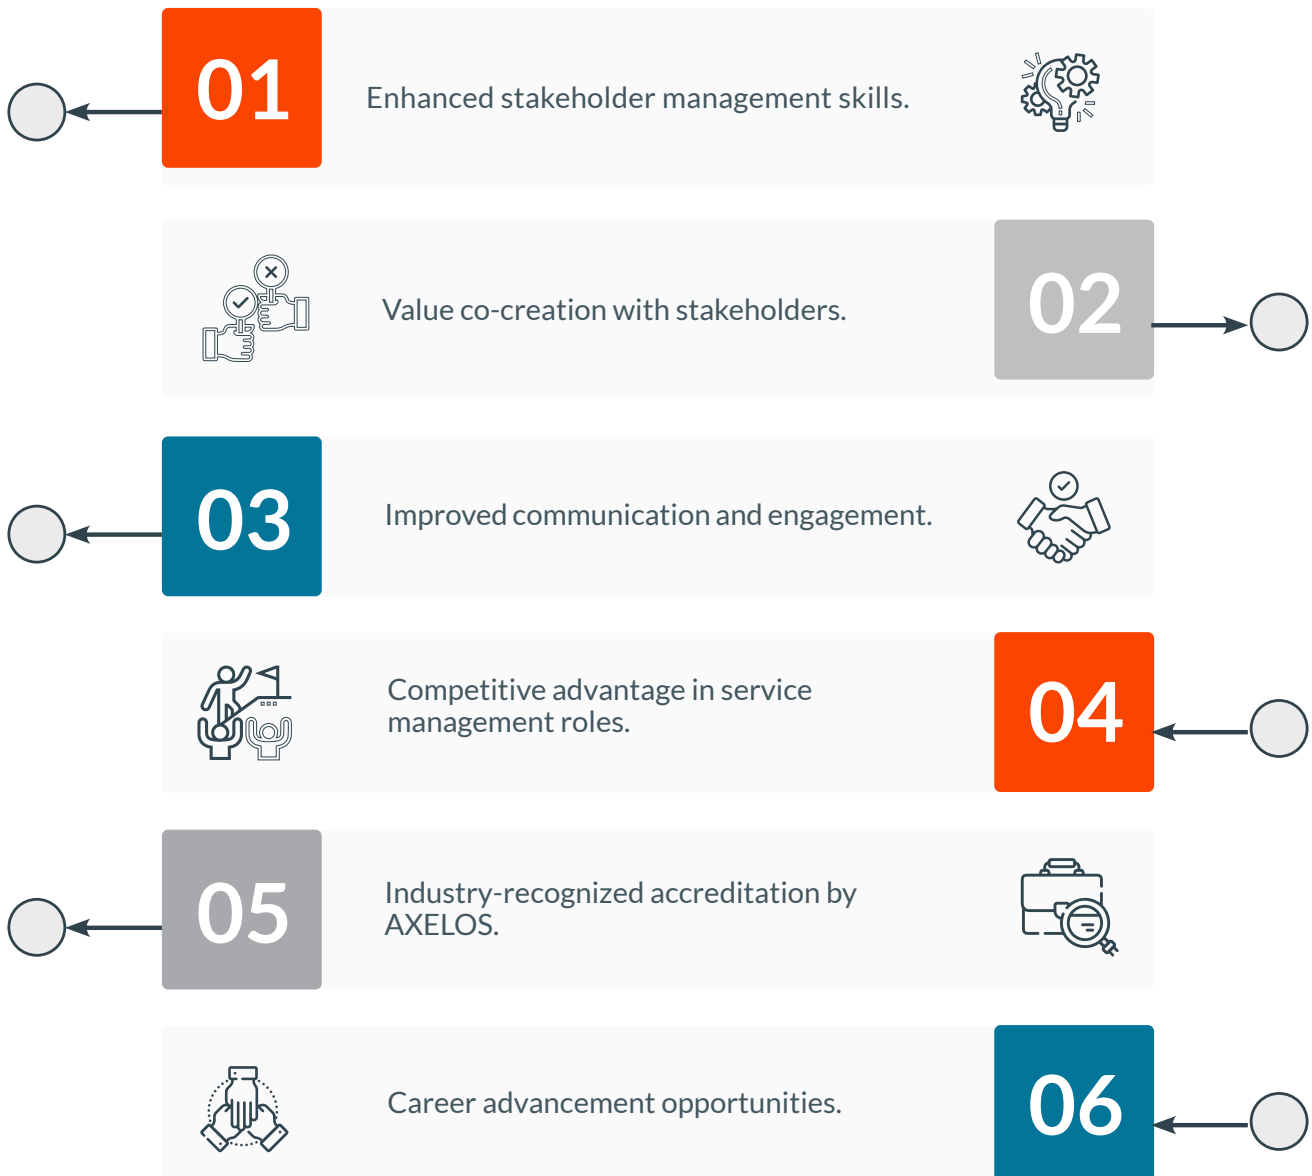 01
Enhanced stakeholder management skills.
Value co-creation with stakeholders.
02
03
Improved communication and engagement.
Competitive advantage in service
management roles.
04
05
Industry-recognized accreditation by
AXELOS.
Career advancement opportunities.
06